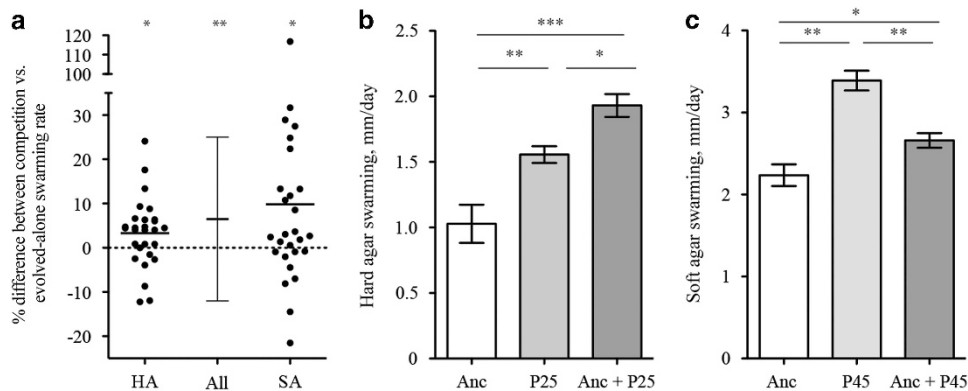 a
% difference between competition vs.
evolved-alone swarming rate
120
110
100
30
20
10
0
-10
-20
*
**
*
HA
All
SA
b
Hard agar swarming, mm/day
2.5
2.0
1.5
1.0
0.5
0
***
**
*
Anc
P25
Anc + P25
c
Soft agar swarming, mm/day
4
3
2
1
0
*
**
**
Anc
P45
Anc + P45